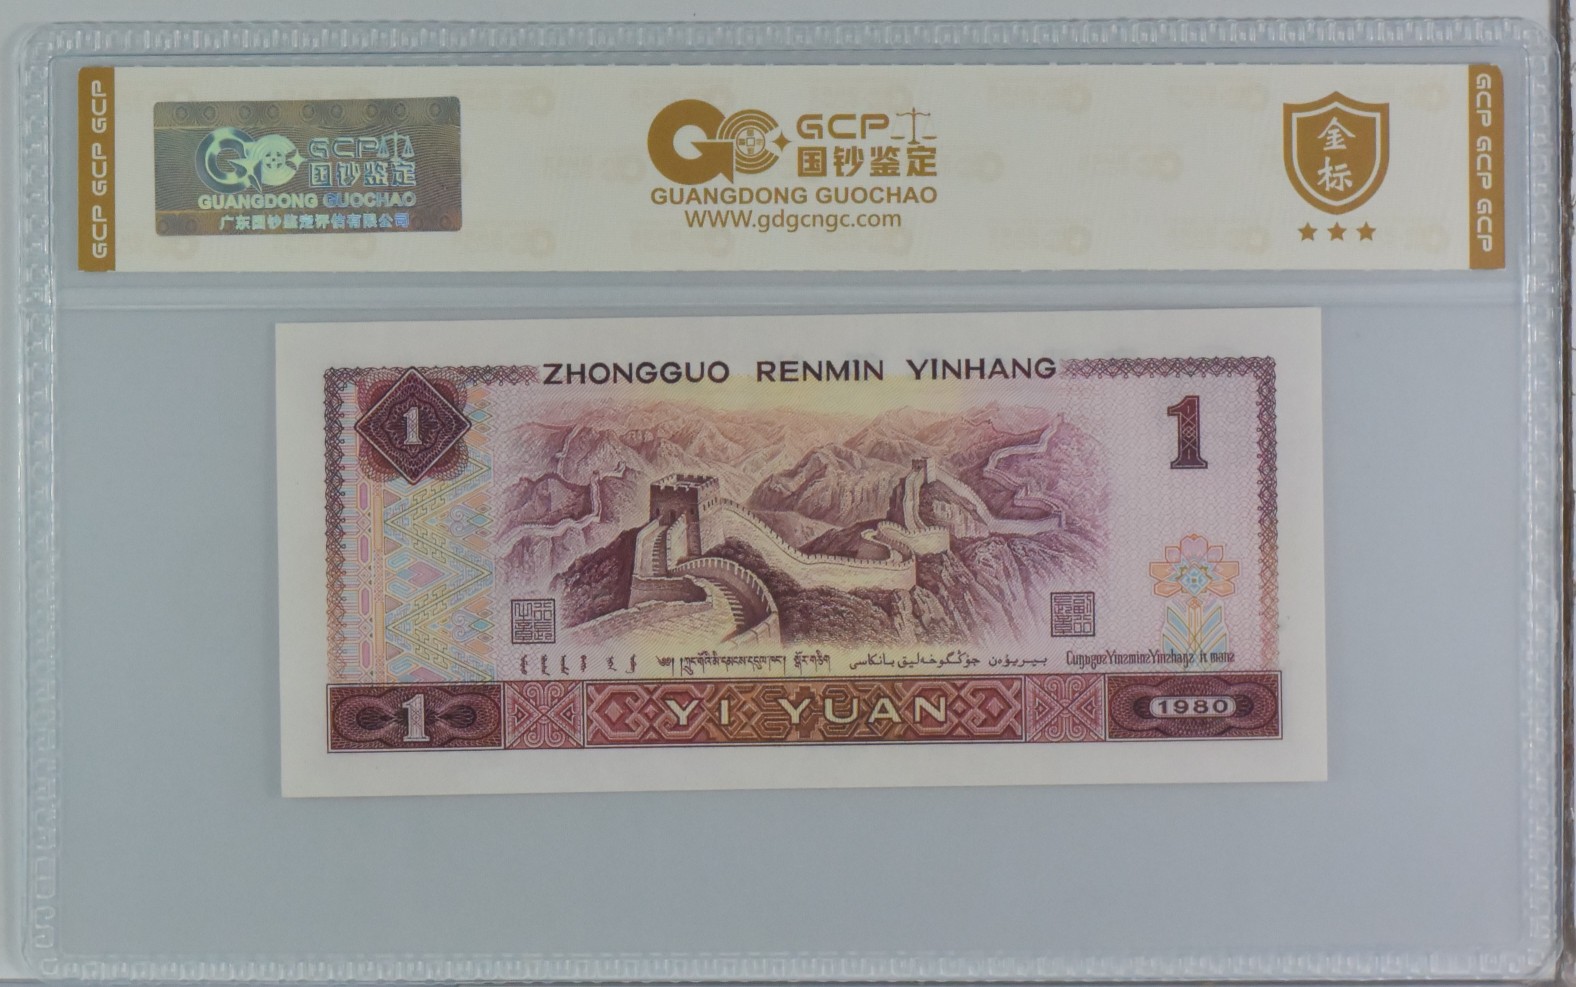 GCP GCP GCP
GCP
国钞鉴定
GUANGDONG GUOCHAO
广东国钞鉴定评估有限公司
GCP
国钞鉴定
GUANGDONG GUOCHAO
WWW.gdgcngc.com
金标
GCP GCP GCP
ZHONGGUO RENMIN YINHANG
1
1
1
YI YUAN
1980